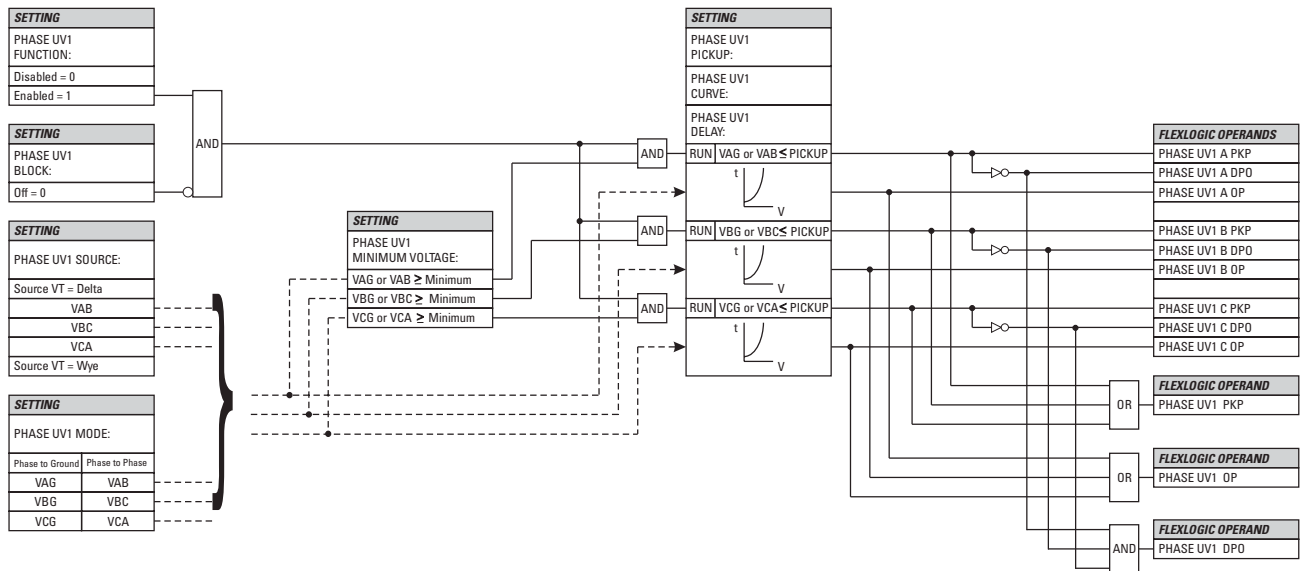 SETTING
PHASE UV1
FUNCTION:
Disabled = 0
Enabled = 1
SETTING
PHASE UV1
BLOCK:
Off = 0
AND
SETTING
PHASE UV1 SOURCE:
Source VT = Delta
VAB
VBC
VCA
Source VT = Wye
SETTING
PHASE UV1 MODE:
Phase to Ground Phase to Phase
VAG VAB
VBG VBC
VCG VCA
SETTING
PHASE UV1
MINIMUM VOLTAGE:
VAG or VAB ≥ Minimum
VBG or VBC ≥ Minimum
VCG or VCA ≥ Minimum
AND
AND
AND
SETTING
PHASE UV1
PICKUP:
PHASE UV1
CURVE:
PHASE UV1
DELAY:
RUN VAG or VAB ≤ PICKUP
t
V
RUN VBG or VBC ≤ PICKUP
t
V
RUN VCG or VCA ≤ PICKUP
t
V
FLEXLOGIC OPERANDS
PHASE UV1 A PKP
PHASE UV1 A DPO
PHASE UV1 A OP
PHASE UV1 B PKP
PHASE UV1 B DPO
PHASE UV1 B OP
PHASE UV1 C PKP
PHASE UV1 C DPO
PHASE UV1 C OP
OR
FLEXLOGIC OPERAND
PHASE UV1 PKP
OR
FLEXLOGIC OPERAND
PHASE UV1 OP
AND
FLEXLOGIC OPERAND
PHASE UV1 DPO